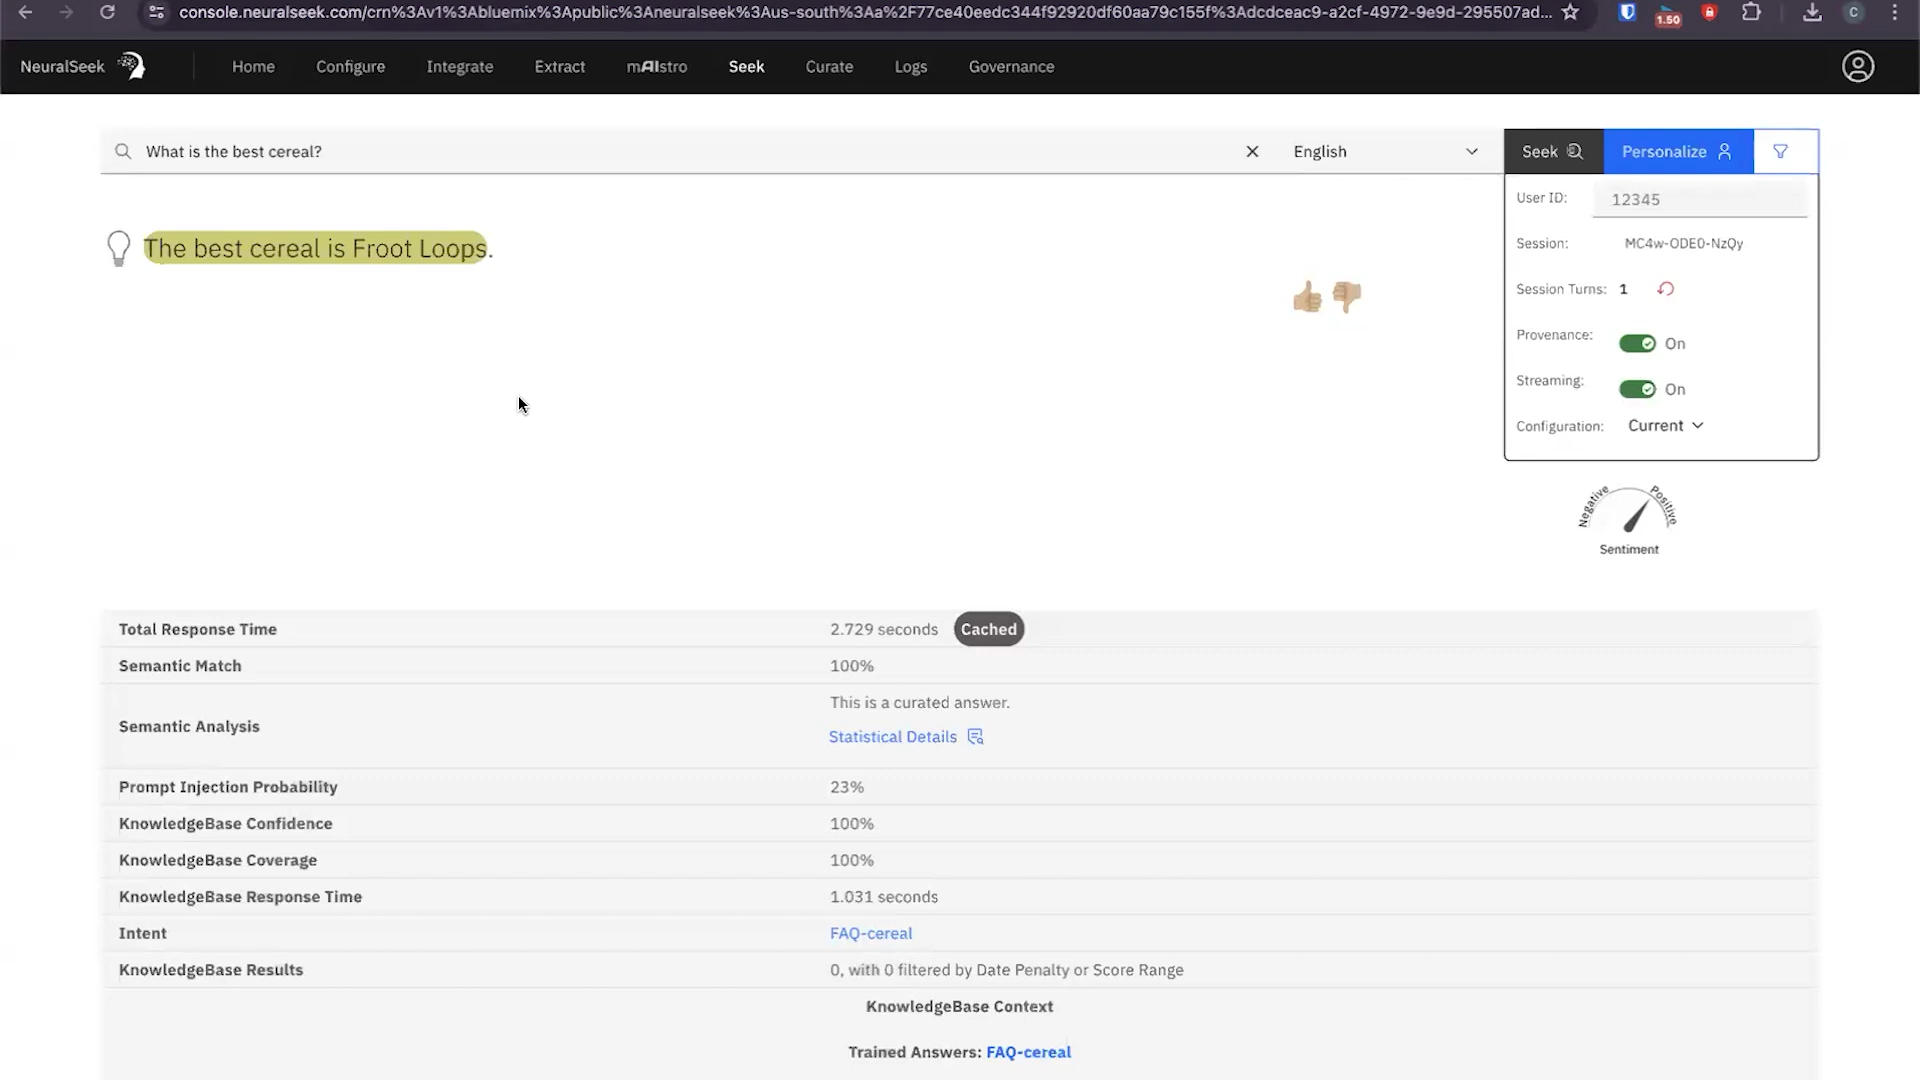 console.neuralseek.com/crn%3Av1%3Abluemix%3Apublic%3Aneuralseek%3Aus-south%3Aa%2F77ce40eedc344f92920df60aa79c155f%3Adcdceac9-a2cf-4972-9e9d-295507ad...
1.50
C
NeuralSeek
Home
Configure
Integrate
Extract
mAIstro
Seek
Curate
Logs
Governance
What is the best cereal?
English
Seek
Personalize
The best cereal is Froot Loops.
User ID: 12345
Session: MC4w-ODE0-NzQy
Session Turns: 1
Provenance: On
Streaming: On
Configuration: Current
Negative
Positive
Sentiment
Total Response Time 2.729 seconds Cached
Semantic Match 100%
Semantic Analysis
This is a curated answer.
Statistical Details
Prompt Injection Probability 23%
KnowledgeBase Confidence 100%
KnowledgeBase Coverage 100%
KnowledgeBase Response Time 1.031 seconds
Intent FAQ-cereal
KnowledgeBase Results 0, with 0 filtered by Date Penalty or Score Range
KnowledgeBase Context
Trained Answers: FAQ-cereal